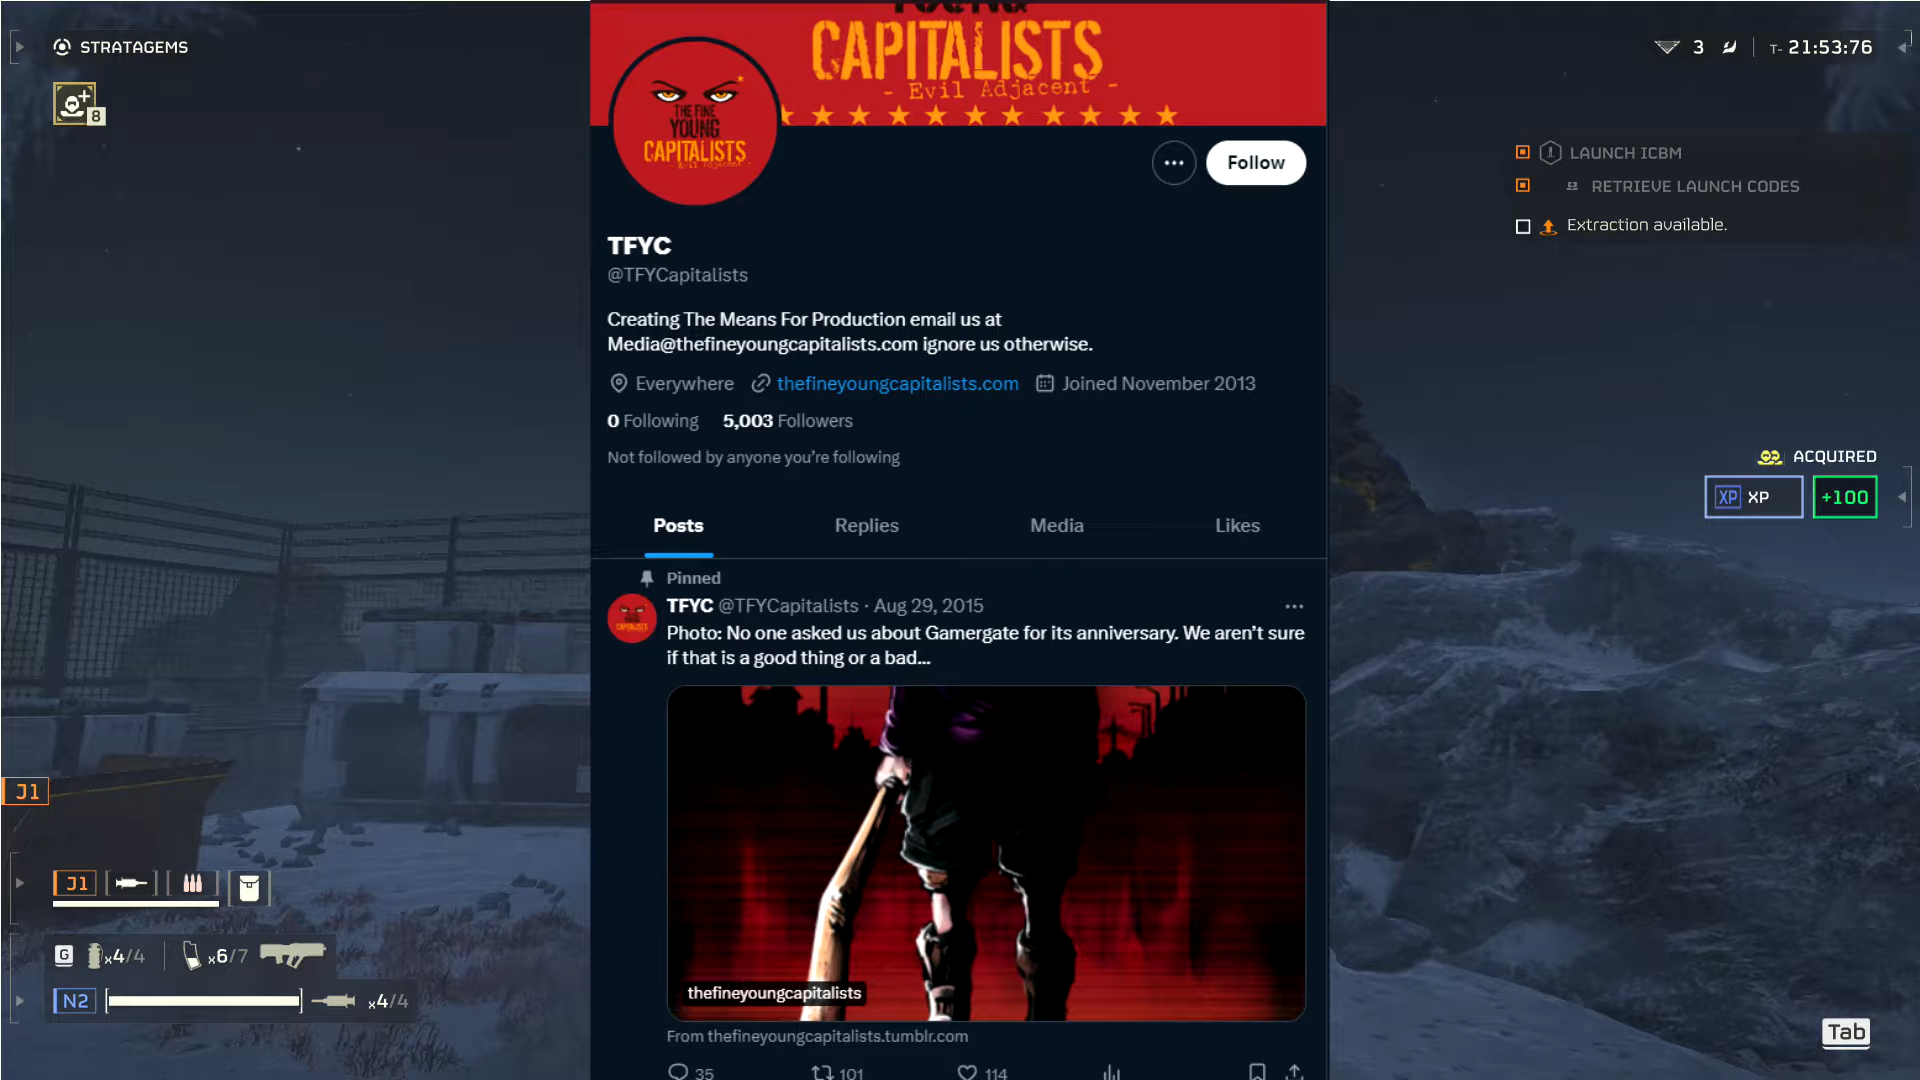 STRATAGEMS
8
3
T- 21:53:76
LAUNCH ICBM
RETRIEVE LAUNCH CODES
Extraction available.
ACQUIRED
XP XP +100
YOUNG
CAPITALISTS
- Evil Adjacent -
THE FINE
YOUNG
CAPITALISTS
- Evil Adjacent -
Follow
TFYC
@TFYCapitalists
Creating The Means For Production email us at
Media@thefineyoungcapitalists.com ignore us otherwise.
Everywhere thefineyoungcapitalists.com Joined November 2013
0 Following 5,003 Followers
Not followed by anyone you're following
Posts Replies Media Likes
Pinned
TFYC @TFYCapitalists · Aug 29, 2015
Photo: No one asked us about Gamergate for its anniversary. We aren't sure
if that is a good thing or a bad...
CAPITALISTS
thefineyoungcapitalists
From thefineyoungcapitalists.tumblr.com
35 101 114
J1
J1
G x4/4 x6/7
N2 x4/4
Tab